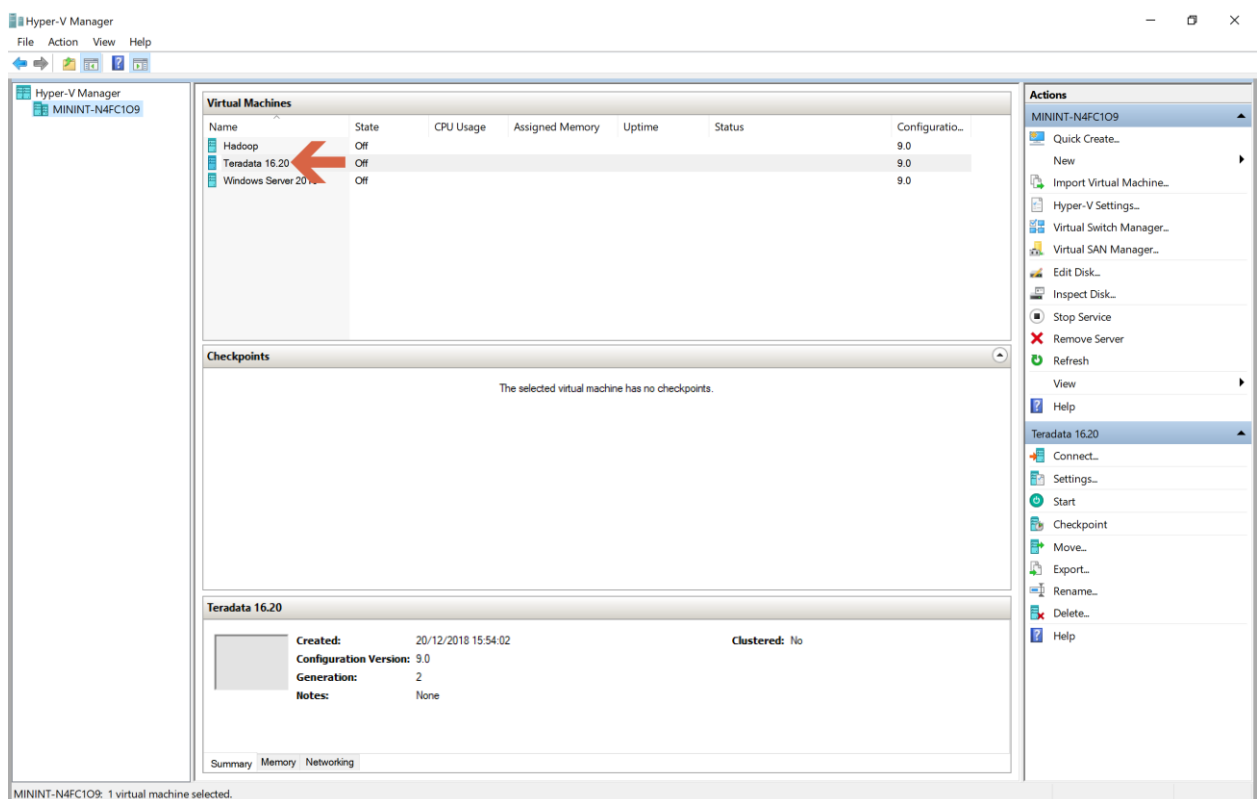 Hyper-V Manager
File Action View Help
Hyper-V Manager
MININT-N4FC1O9
Virtual Machines
Name State CPU Usage Assigned Memory Uptime Status Configuratio...
Hadoop Off 9.0
Teradata 16.20 Off 9.0
Windows Server Off 9.0
Checkpoints
The selected virtual machine has no checkpoints.
Teradata 16.20
Created: 20/12/2018 15:54:02 Clustered: No
Configuration Version: 9.0
Generation: 2
Notes: None
Summary Memory Networking
Actions
MININT-N4FC1O9
Quick Create...
New
Import Virtual Machine...
Hyper-V Settings...
Virtual Switch Manager...
Virtual SAN Manager...
Edit Disk...
Inspect Disk...
Stop Service
Remove Server
Refresh
View
Help
Teradata 16.20
Connect...
Settings...
Start
Checkpoint
Move...
Export...
Rename...
Delete...
Help
MININT-N4FC1O9: 1 virtual machine selected.